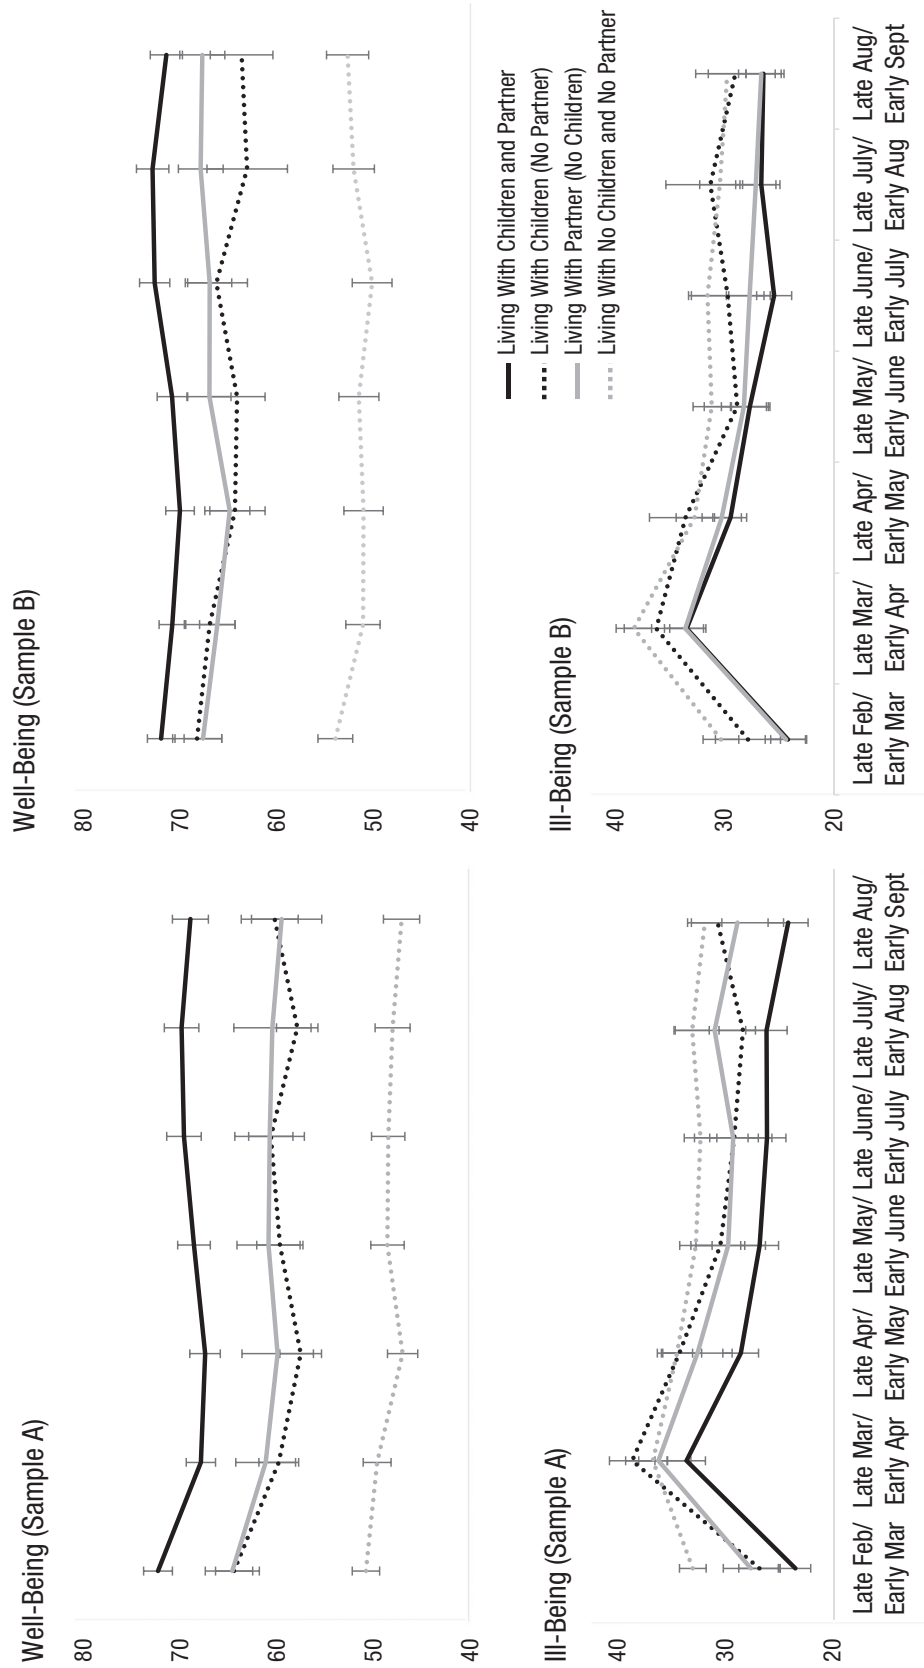 Well-Being (Sample A)
80
70
60
50
40
Well-Being (Sample B)
80
70
60
50
40
Living With Children and Partner
Living With Children (No Partner)
Living With Partner (No Children)
Living With No Children and No Partner
Ill-Being (Sample A)
40
30
20
Late Feb/ Late Mar/ Late Apr/ Late May/ Late June/ Late July/ Late Aug/
Early Mar Early Apr Early May Early June Early July Early Aug Early Sept
Ill-Being (Sample B)
40
30
20
Late Feb/ Late Mar/ Late Apr/ Late May/ Late June/ Late July/ Late Aug/
Early Mar Early Apr Early May Early June Early July Early Aug Early Sept